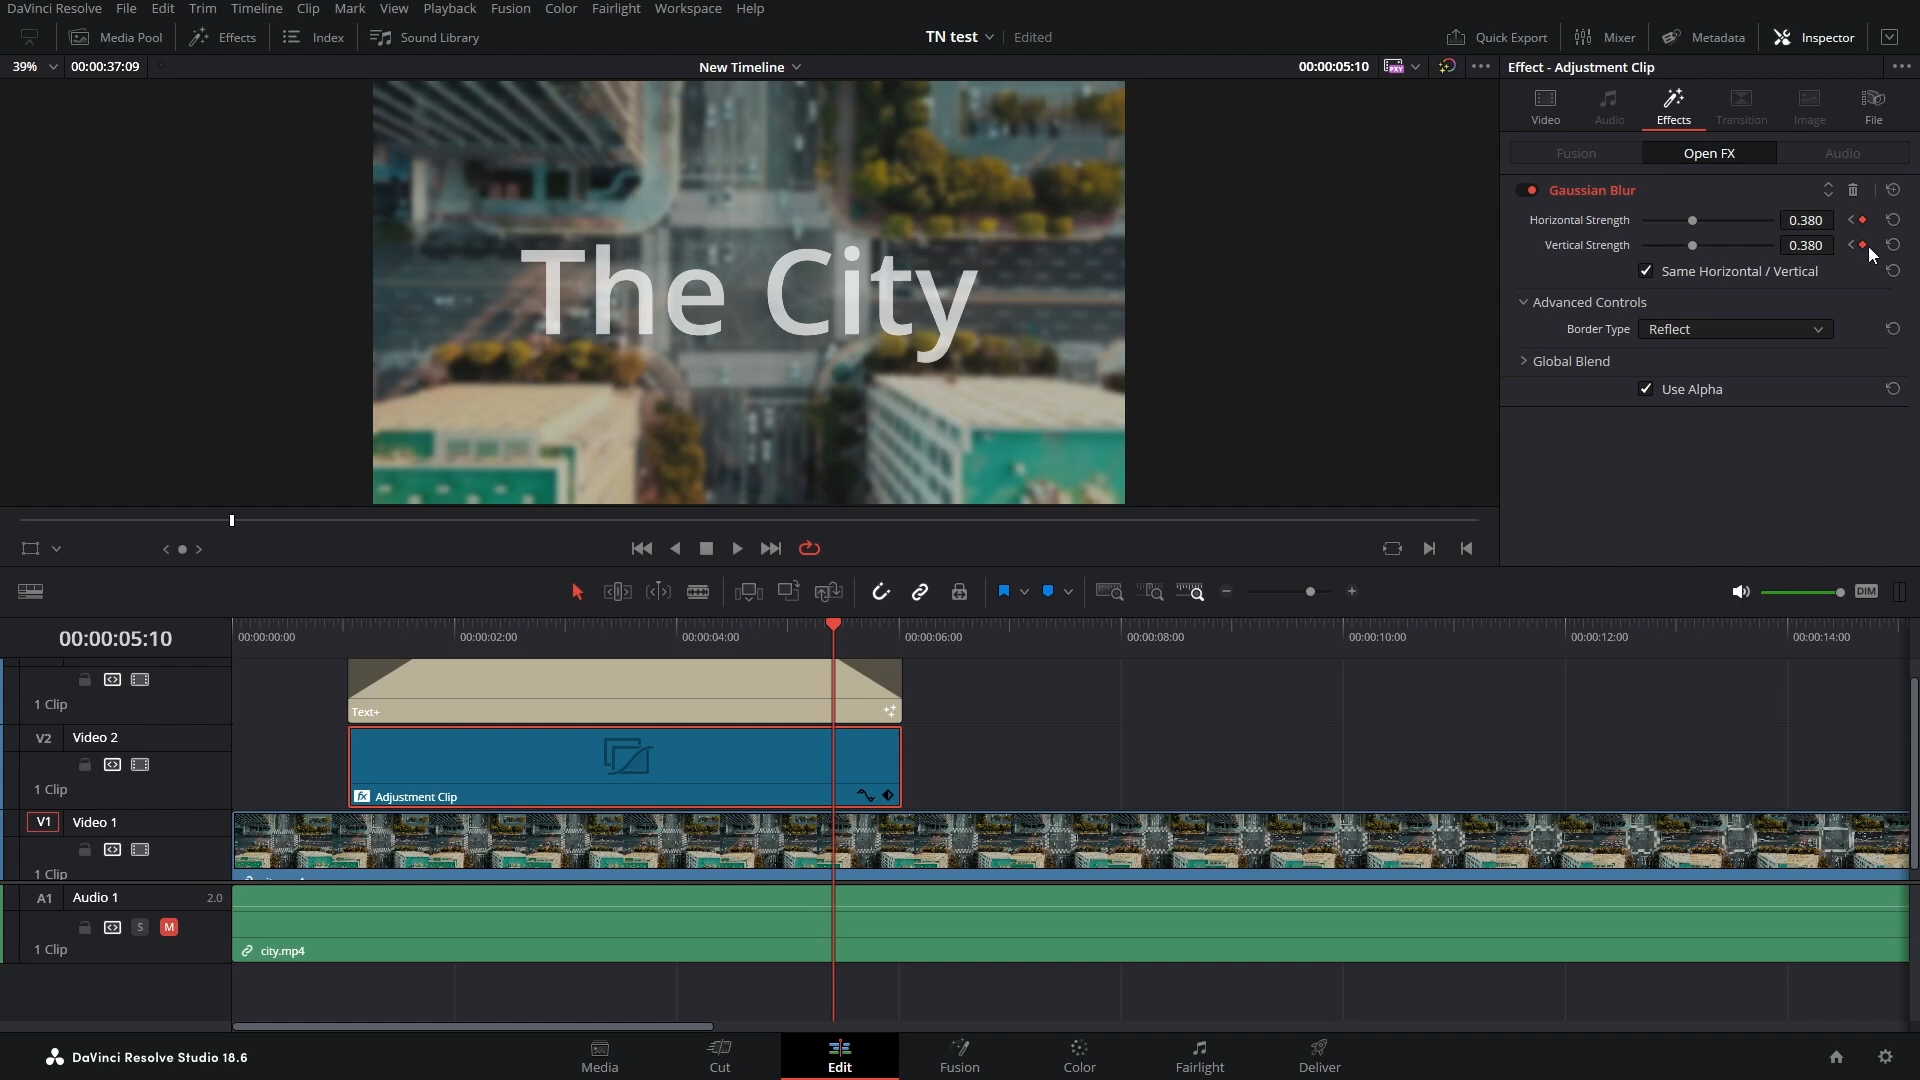 DaVinci Resolve File Edit Trim Timeline Clip Mark View Playback Fusion Color Fairlight Workspace Help
Media Pool Effects Index Sound Library TN test Edited Quick Export Mixer Metadata Inspector
39% 00:00:37:09 New Timeline 00:00:05:10 PXY Effect - Adjustment Clip
Video Audio Effects Transition Image File
Fusion Open FX Audio
Gaussian Blur
Horizontal Strength 0.380
Vertical Strength 0.380
Same Horizontal / Vertical
Advanced Controls
Border Type Reflect
Global Blend
Use Alpha
The City
DIM
00:00:05:10 00:00:00:00 00:00:02:00 00:00:04:00 00:00:06:00 00:00:08:00 00:00:10:00 00:00:12:00 00:00:14:00
1 Clip
Text+
V2 Video 2
1 Clip
fx Adjustment Clip
V1 Video 1
1 Clip
A1 Audio 1 2.0
S M
1 Clip
city.mp4
DaVinci Resolve Studio 18.6
Media Cut Edit Fusion Color Fairlight Deliver